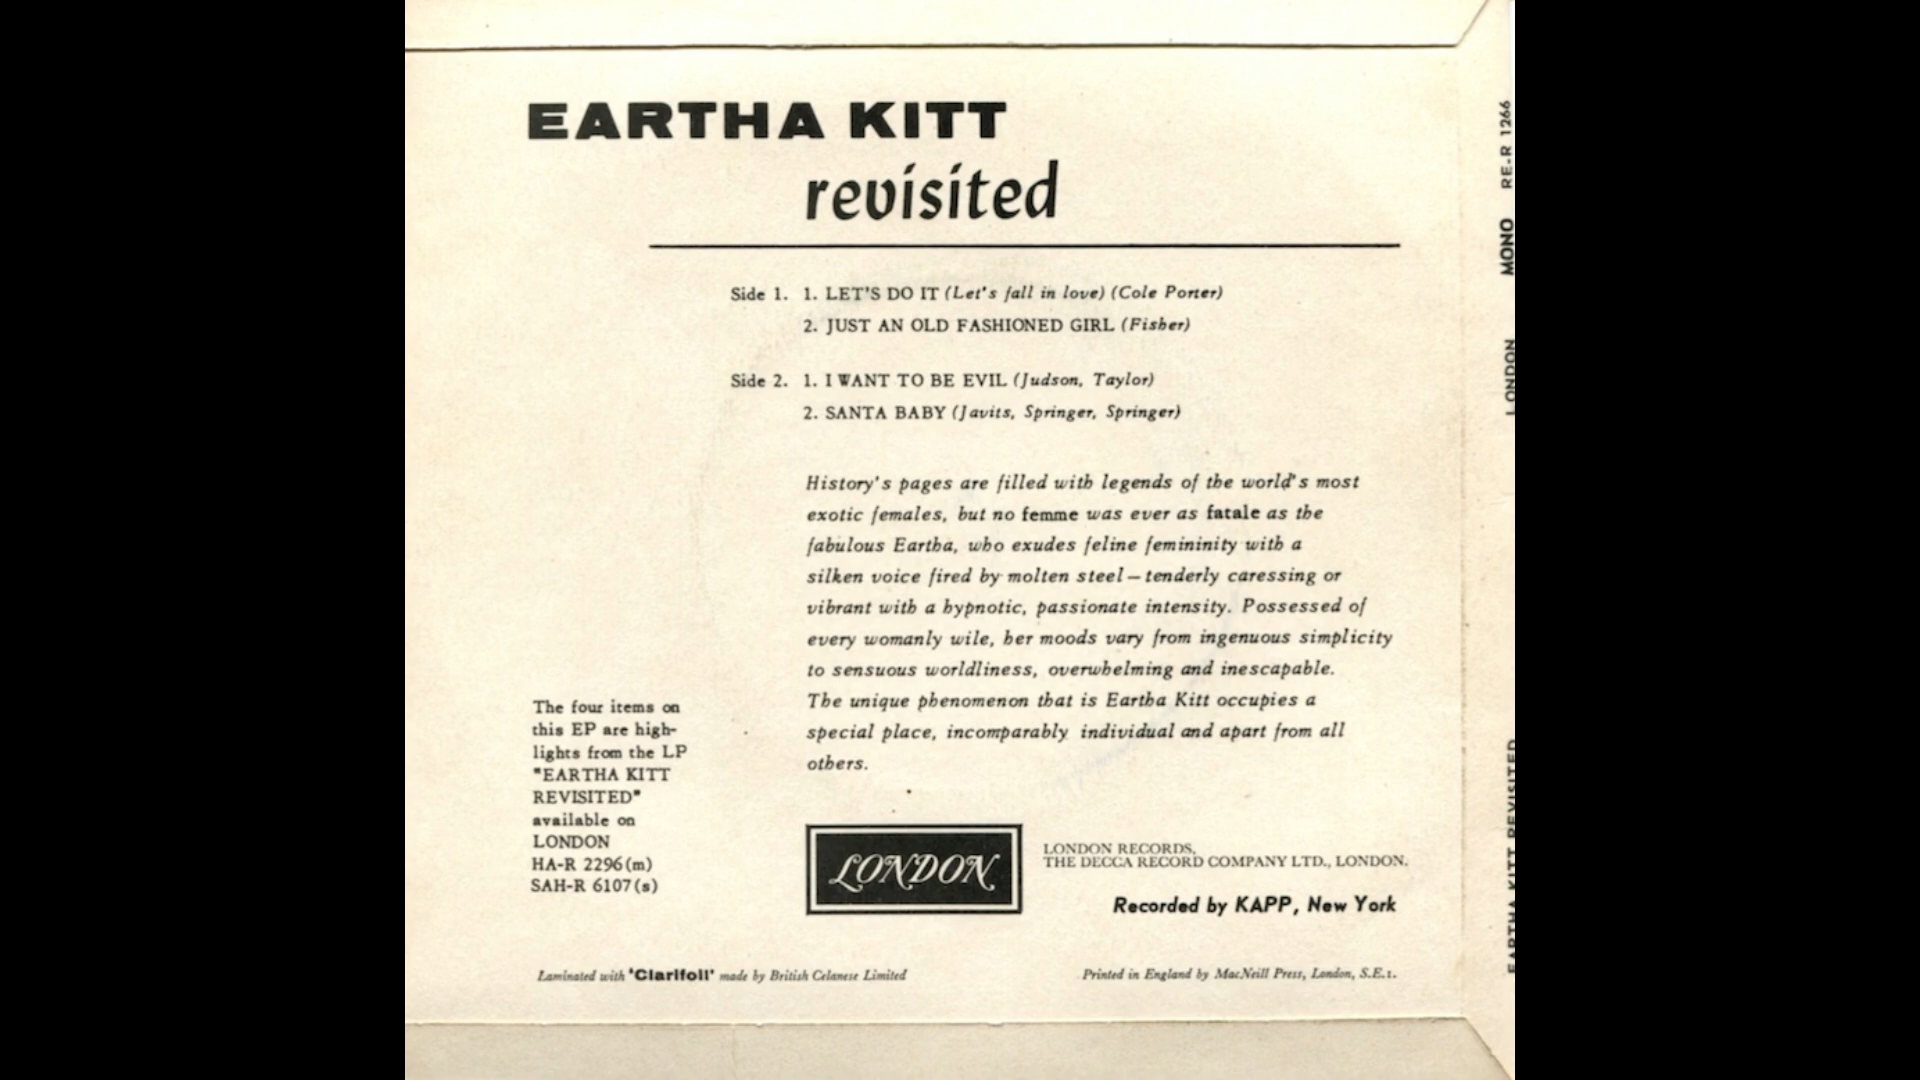 EARTHA KITT
revisited
Side 1. 1. LET'S DO IT (Let's fall in love) (Cole Porter)
2. JUST AN OLD FASHIONED GIRL (Fisher)
Side 2. 1. I WANT TO BE EVIL (Judson, Taylor)
2. SANTA BABY (Javits, Springer, Springer)
History's pages are filled with legends of the world's most
exotic females, but no femme was ever as fatale as the
fabulous Eartha, who exudes feline femininity with a
silken voice fired by molten steel – tenderly caressing or
vibrant with a hypnotic, passionate intensity. Possessed of
every womanly wile, her moods vary from ingenuous simplicity
to sensuous worldliness, overwhelming and inescapable.
The unique phenomenon that is Eartha Kitt occupies a
special place, incomparably individual and apart from all
others.
The four items on
this EP are high-
lights from the LP
"EARTHA KITT
REVISITED"
available on
LONDON
HA-R 2296(m)
SAH-R 6107(s)
LONDON
LONDON RECORDS,
THE DECCA RECORD COMPANY LTD., LONDON.
Recorded by KAPP, New York
Laminated with 'Clarifoil' made by British Celanese Limited
Printed in England by MacNeill Press, London, S.E.1.
EARTHA KITT REVISITED LONDON MONO RE-R 1266